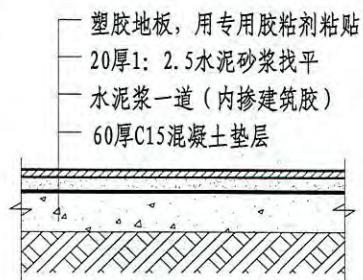 塑胶地板，用专用胶粘剂粘贴
20厚1：2.5水泥砂浆找平
水泥浆一道（内掺建筑胶）
60厚C15混凝土垫层